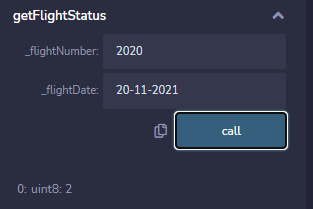 getFlightStatus
_flightNumber: 2020
_flightDate: 20-11-2021
call
0: uint8: 2